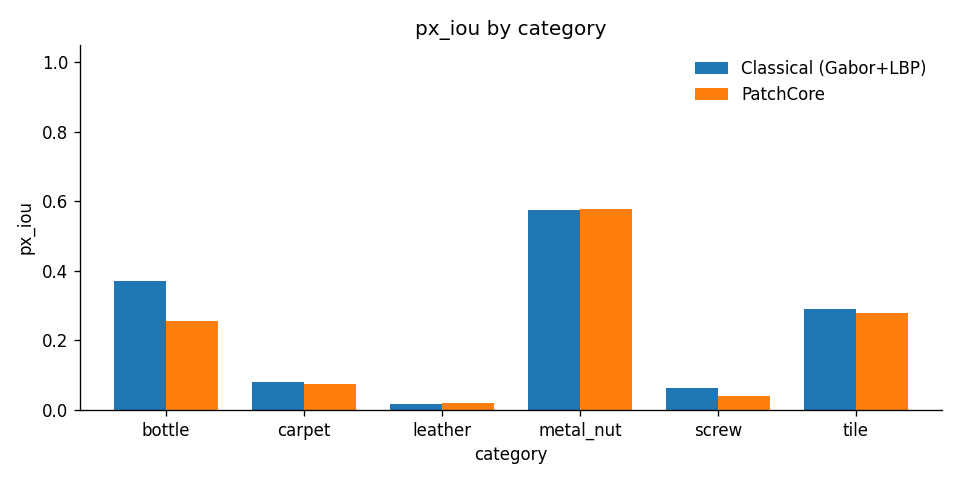 px_iou by category
Classical (Gabor+LBP)
PatchCore
1.0
0.8
0.6
0.4
0.2
0.0
px_iou
bottle carpet leather metal_nut screw tile
category